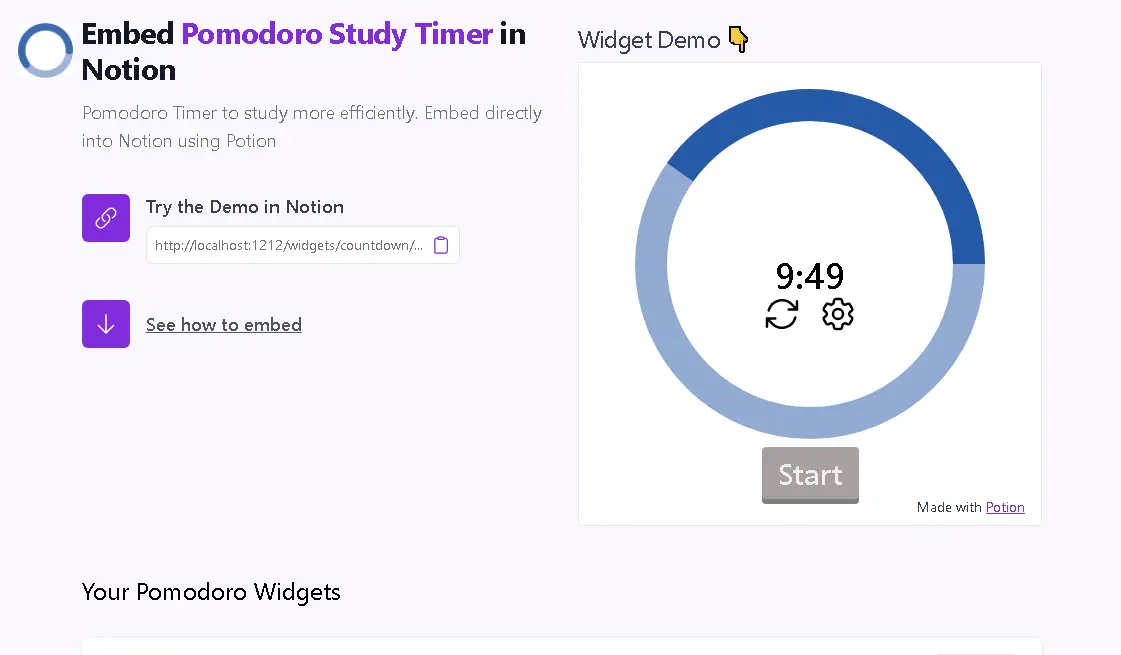 Embed Pomodoro Study Timer in
Notion
Pomodoro Timer to study more efficiently. Embed directly
into Notion using Potion
Try the Demo in Notion
http://localhost:1212/widgets/countdown/...
See how to embed
Widget Demo 👇
9:49
Start
Made with Potion
Your Pomodoro Widgets